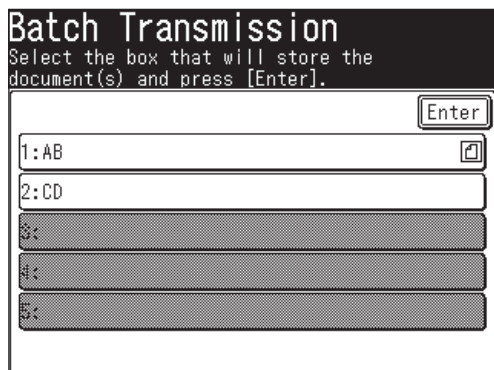 Batch Transmission
Select the box that will store the
document(s) and press [Enter].
Enter
1:AB
2:CD
3:
4:
5: